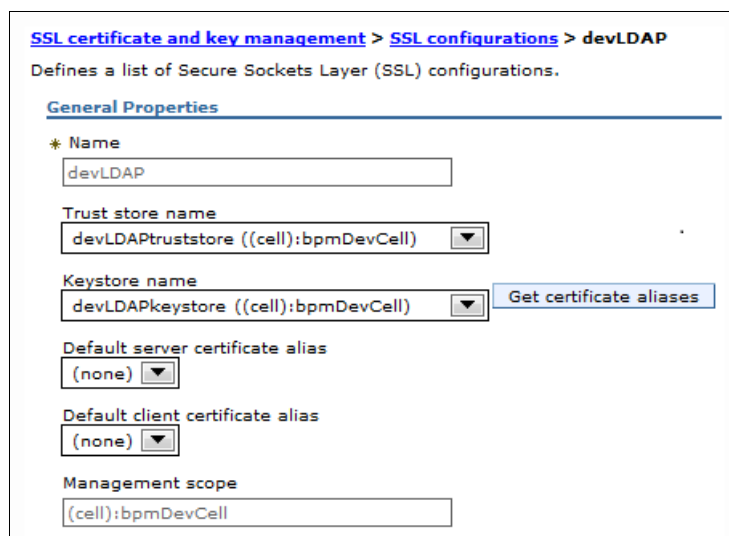 SSL certificate and key management > SSL configurations > devLDAP
Defines a list of Secure Sockets Layer (SSL) configurations.
General Properties
* Name
devLDAP
Trust store name
devLDAPtruststore ((cell):bpmDevCell)
Keystore name
devLDAPkeystore ((cell):bpmDevCell) Get certificate aliases
Default server certificate alias
(none)
Default client certificate alias
(none)
Management scope
(cell):bpmDevCell